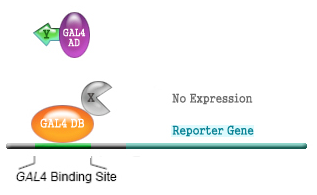 Y
GAL4
AD
X
GAL4 DB
No Expression
Reporter Gene
GAL4 Binding Site